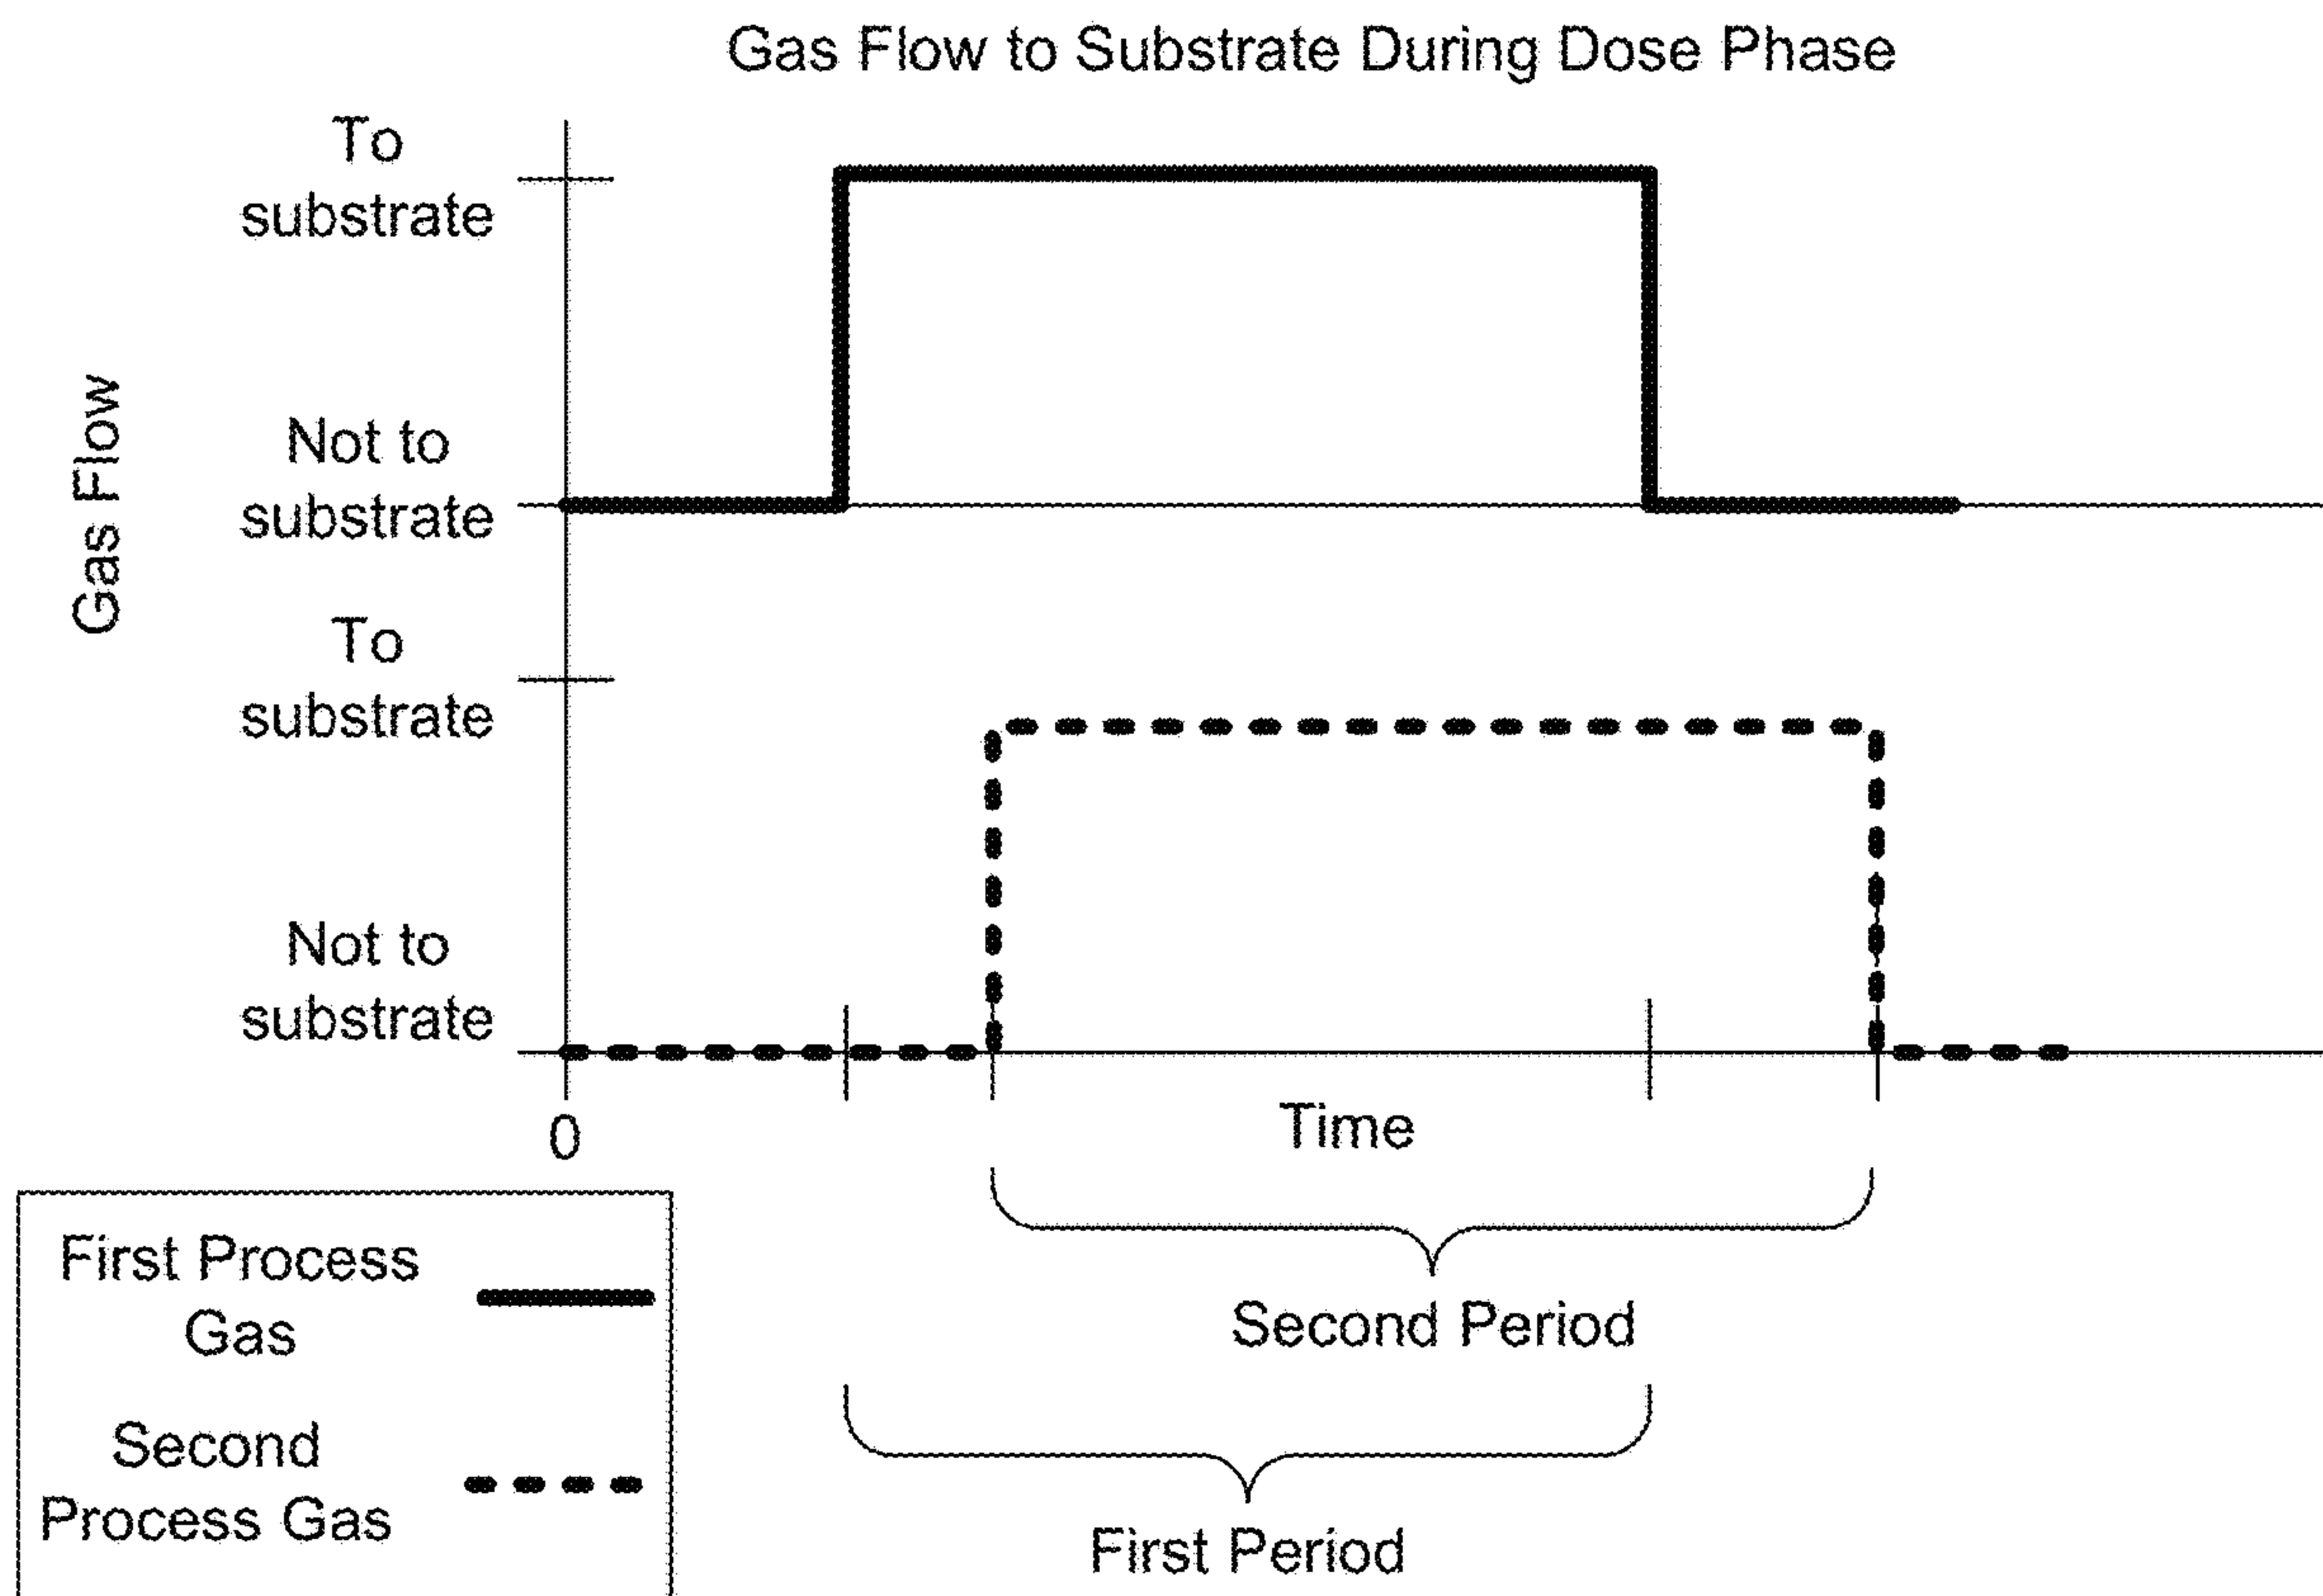 Gas Flow to Substrate During Dose Phase
To
substrate
Not to
substrate
Gas Flow
To
substrate
Not to
substrate
0
Time
Second Period
First Period
First Process
Gas
Second
Process Gas